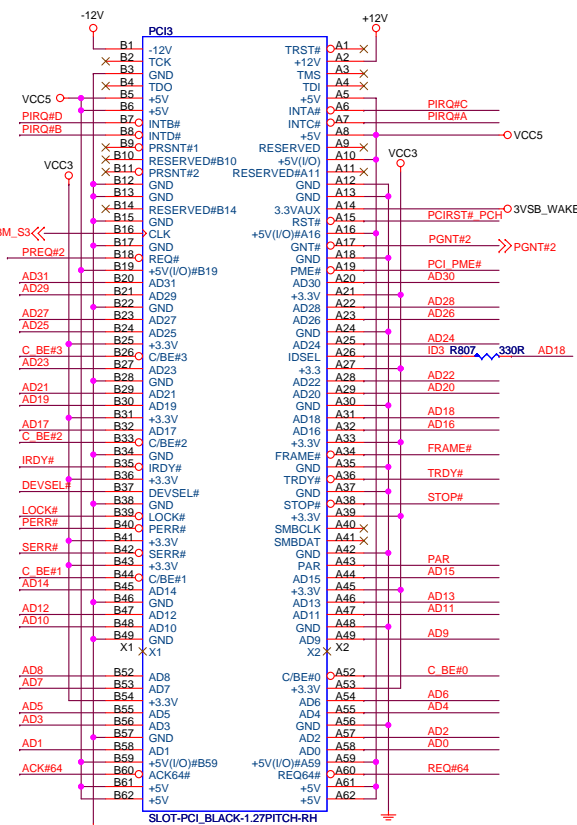 -12V +12V
PCI3
B1 -12V TRST# A1
B2 TCK +12V A2
B3 GND TMS A3
B4 TDO TDI A4
VCC5 B5 +5V +5V A5
B6 +5V INTA# A6 PIRQ#C
PIRQ#D B7 INTB# INTC# A7 PIRQ#A
PIRQ#B B8 INTD# +5V A8 VCC5
B9 PRSNT#1 RESERVED A9
B10 RESERVED#B10 +5V(I/O) A10
VCC3 B11 PRSNT#2 RESERVED#A11 A11 VCC3
B12 GND GND A12
B13 GND GND A13
B14 RESERVED#B14 3.3VAUX A14 3VSB_WAKE
B15 GND RST# A15 PCIRST#_PCH
M_S3 B16 CLK +5V(I/O)#A16 A16
B17 GND GNT# A17 PGNT#2 PGNT#2
PREQ#2 B18 REQ# GND A18
B19 +5V(I/O)#B19 PME# A19 PCI_PME#
AD31 B20 AD31 AD30 A20 AD30
AD29 B21 AD29 +3.3V A21
B22 GND AD28 A22 AD28
AD27 B23 AD27 AD26 A23 AD26
AD25 B24 AD25 GND A24
B25 +3.3V AD24 A25 AD24
C_BE#3 B26 C/BE#3 IDSEL A26 ID3 R807 330R AD18
AD23 B27 AD23 +3.3 A27
B28 GND AD22 A28 AD22
AD21 B29 AD21 AD20 A29 AD20
AD19 B30 AD19 GND A30
B31 +3.3V AD18 A31 AD18
AD17 B32 AD17 AD16 A32 AD16
C_BE#2 B33 C/BE#2 +3.3V A33
B34 GND FRAME# A34 FRAME#
IRDY# B35 IRDY# GND A35
B36 +3.3V TRDY# A36 TRDY#
DEVSEL# B37 DEVSEL# GND A37
B38 GND STOP# A38 STOP#
LOCK# B39 LOCK# +3.3V A39
PERR# B40 PERR# SMBCLK A40
B41 +3.3V SMBDAT A41
SERR# B42 SERR# GND A42
B43 +3.3V PAR A43 PAR
C_BE#1 B44 C/BE#1 AD15 A44 AD15
AD14 B45 AD14 +3.3V A45
B46 GND AD13 A46 AD13
AD12 B47 AD12 AD11 A47 AD11
AD10 B48 AD10 GND A48
B49 GND AD9 A49 AD9
X1 X1 X2 X2
AD8 B52 AD8 C/BE#0 A52 C_BE#0
AD7 B53 AD7 +3.3V A53
B54 +3.3V AD6 A54 AD6
AD5 B55 AD5 AD4 A55 AD4
AD3 B56 AD3 GND A56
B57 GND AD2 A57 AD2
AD1 B58 AD1 AD0 A58 AD0
B59 +5V(I/O)#B59 +5V(I/O)#A59 A59
ACK#64 B60 ACK64# REQ64# A60 REQ#64
B61 +5V +5V A61
B62 +5V +5V A62
SLOT-PCI_BLACK-1.27PITCH-RH